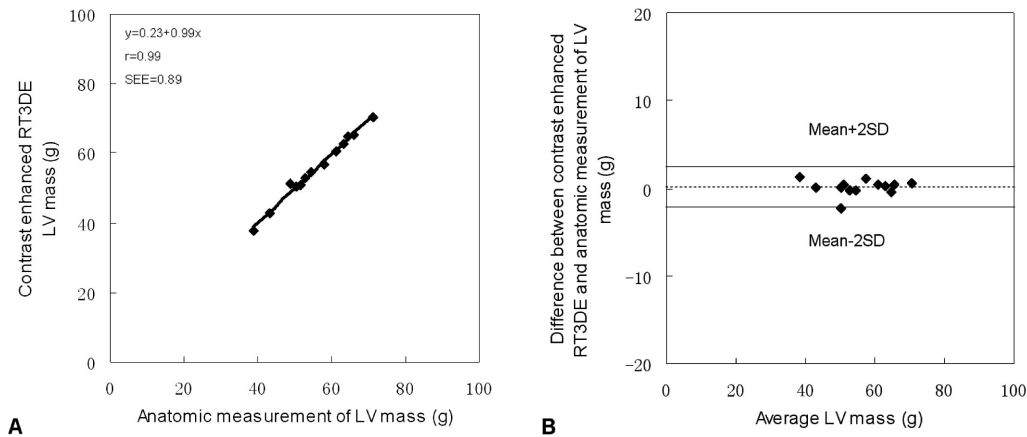 y=0.23+0.99x
r=0.99
SEE=0.89
Contrast enhanced RT3DE
LV mass (g)
100
80
60
40
20
0
0 20 40 60 80 100
Anatomic measurement of LV mass (g)
A
Difference between contrast enhanced
RT3DE and anatomic measurement of LV
mass (g)
20
10
0
−10
−20
Mean+2SD
Mean-2SD
0 20 40 60 80 100
Average LV mass (g)
B